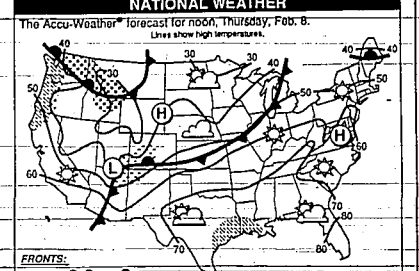 NATIONAL WEATHER
The Accu-Weather® forecast for noon, Thursday, Feb. 8.
Lines show high temperatures.
40 30 30 40 40 40
30
50 50
H
50
H
60
L
60
70
80
70 80
FRONTS: